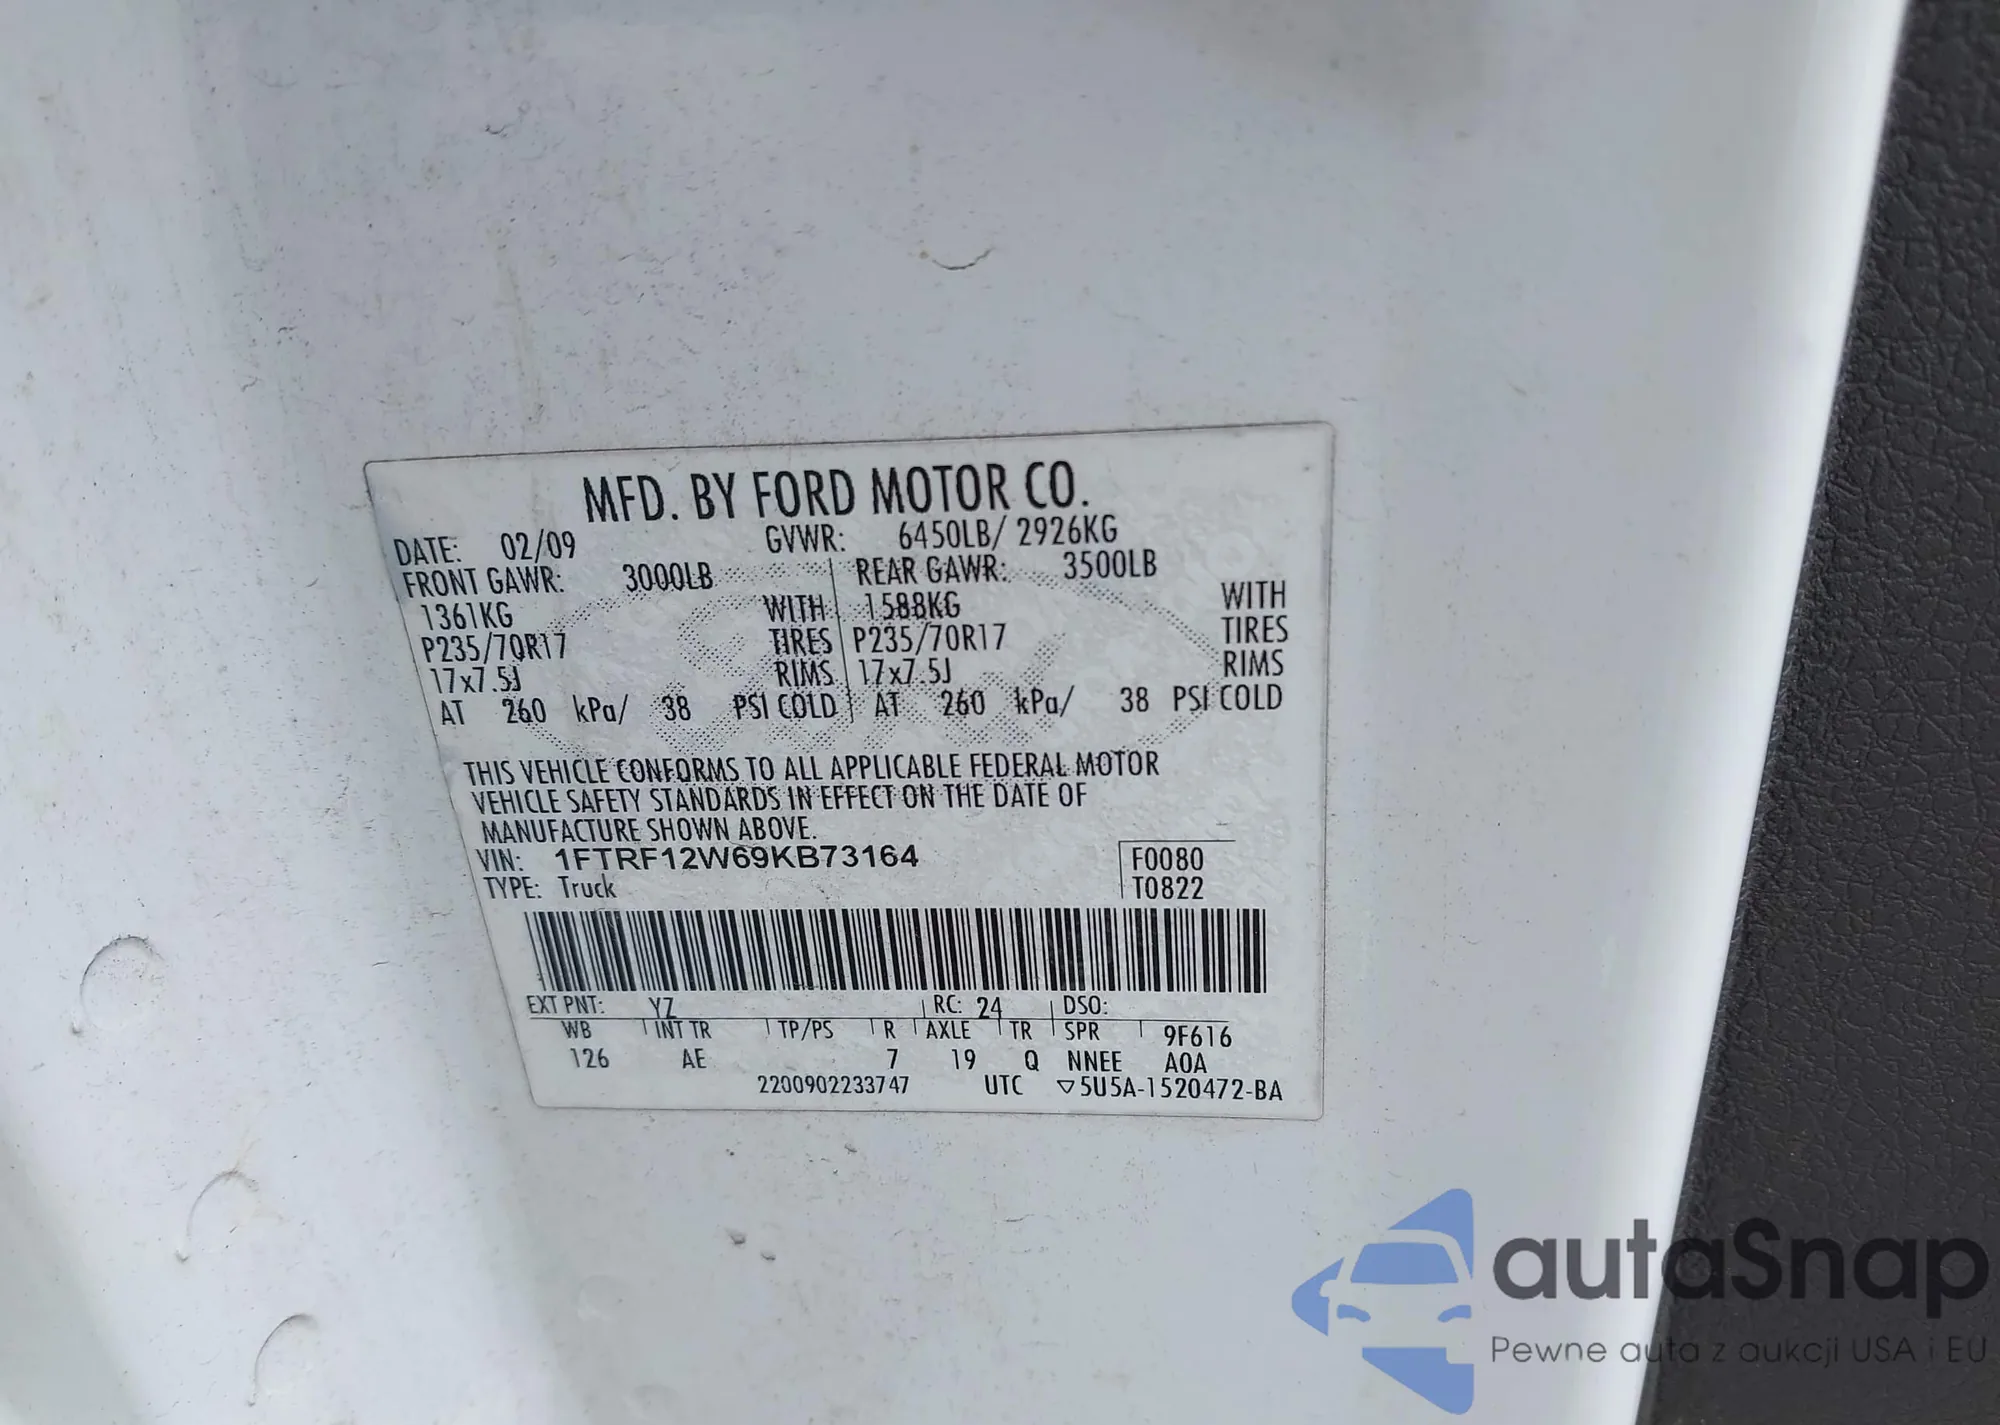 MFD. BY FORD MOTOR CO.
DATE: 02/09 GVWR: 6450LB/ 2926KG
FRONT GAWR: 3000LB REAR GAWR: 3500LB
1361KG WITH 1588KG WITH
P235/70R17 TIRES P235/70R17 TIRES
17x7.5J RIMS 17x7.5J RIMS
AT 260 kPa/ 38 PSI COLD AT 260 kPa/ 38 PSI COLD
THIS VEHICLE CONFORMS TO ALL APPLICABLE FEDERAL MOTOR
VEHICLE SAFETY STANDARDS IN EFFECT ON THE DATE OF
MANUFACTURE SHOWN ABOVE.
VIN: 1FTRF12W69KB73164 F0080
TYPE: Truck T0822
EXT PNT: YZ RC: 24 DSO:
WB INT TR TP/PS R AXLE TR SPR 9F616
126 AE 7 19 Q NNEE A0A
2200902233747 UTC ▽5U5A-1520472-BA
autaSnap
Pewne auta z aukcji USA i EU